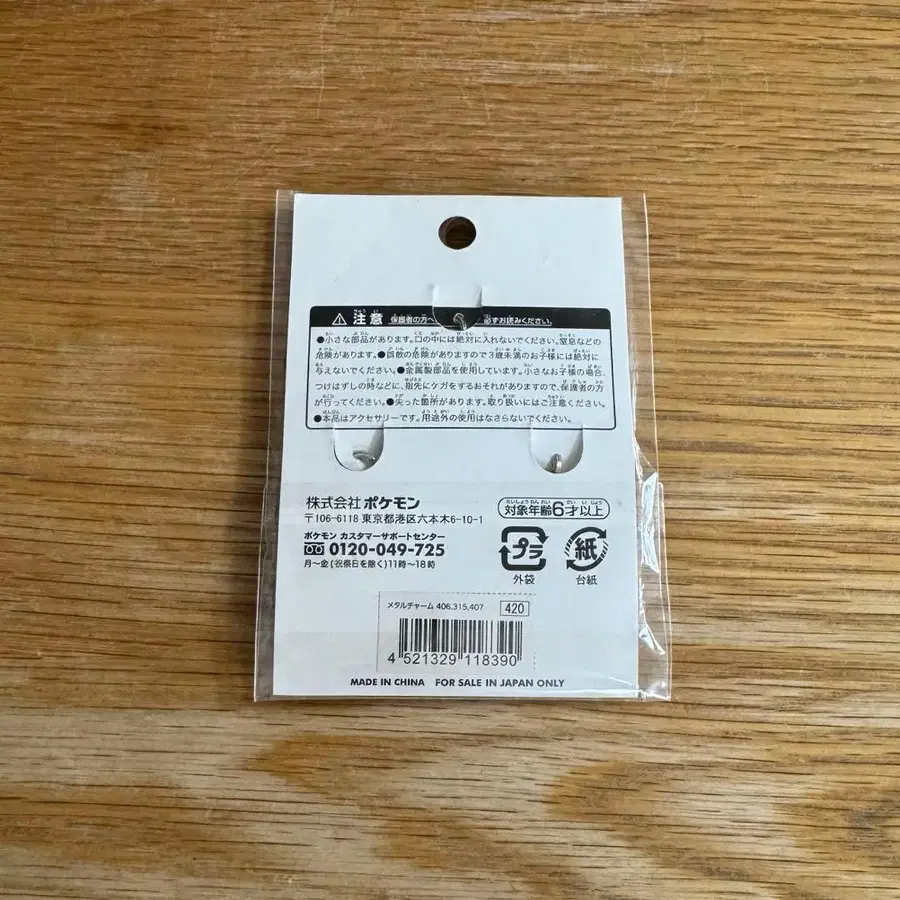 ⚠ 注意 保護者の方へ 必ずお読みください。
●小さな部品があります。口の中には絶対に入れないでください。窒息などの
危険があります。●誤飲の危険がありますので3歳未満のお子様には絶対に
与えないでください。●金属製部品を使用しています。小さなお子様の場合、
つけはずしの時などに、指先にケガをするおそれがありますので、保護者の方
が行ってください。●尖った箇所があります。取り扱いにはご注意ください。
●本品はアクセサリーです。用途外の使用はなさらないでください。
株式会社 ポケモン
〒106-6118 東京都港区六本木6-10-1
ポケモン カスタマーサポートセンター
0120-049-725
月〜金(祝祭日を除く)11時〜18時
対象年齢6才以上
プラ 紙
外袋 台紙
メタルチャーム 406,315,407 420
4 521329 118390
MADE IN CHINA FOR SALE IN JAPAN ONLY